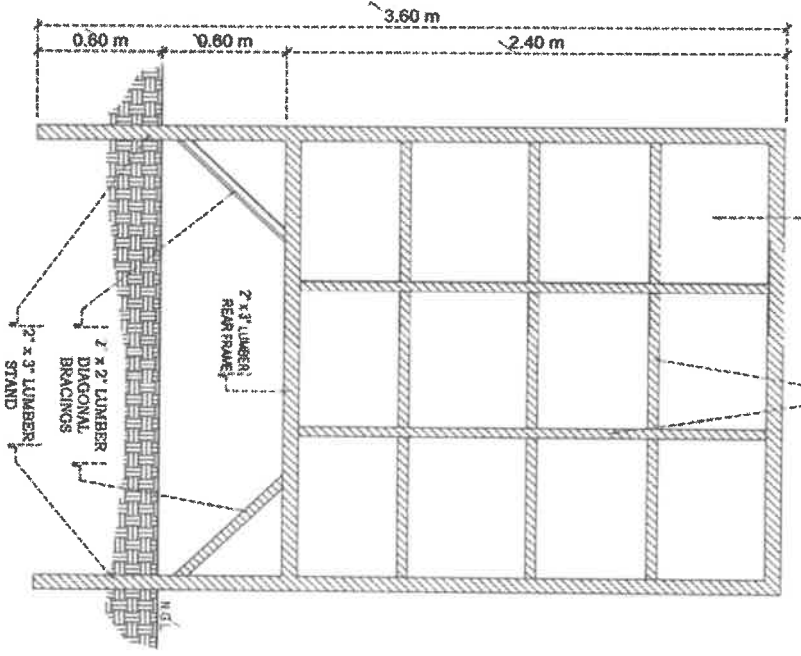 3.60 m
0.60 m
0.60 m
2.40 m
2" x 3" LUMBER
REAR FRAME
2" x 2" LUMBER
DIAGONAL
BRACINGS
2" x 3" LUMBER
STAND
N.G.L.